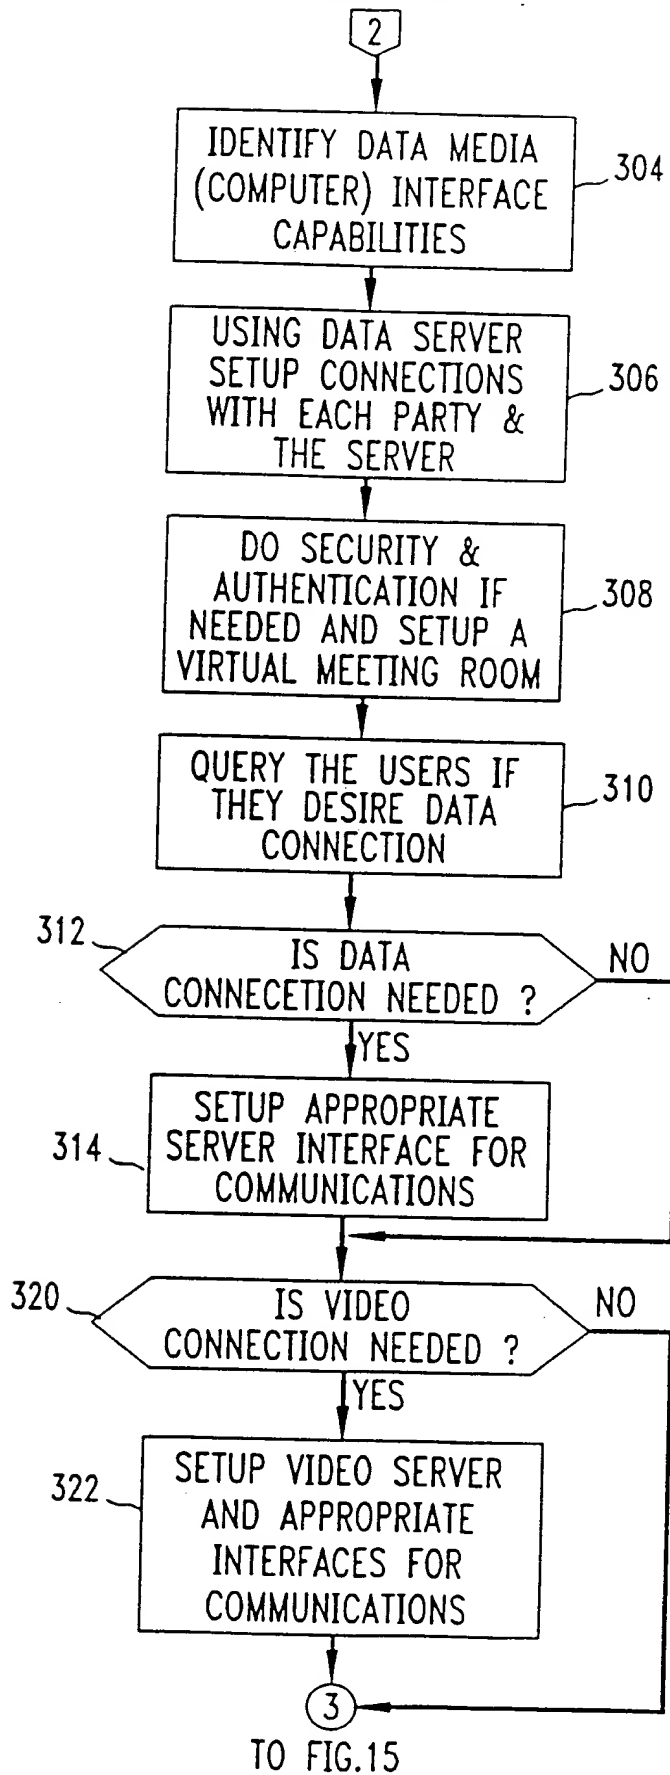 2
IDENTIFY DATA MEDIA
(COMPUTER) INTERFACE
CAPABILITIES
304
USING DATA SERVER
SETUP CONNECTIONS
WITH EACH PARTY &
THE SERVER
306
DO SECURITY &
AUTHENTICATION IF
NEEDED AND SETUP A
VIRTUAL MEETING ROOM
308
QUERY THE USERS IF
THEY DESIRE DATA
CONNECTION
310
312
IS DATA
CONNECETION NEEDED ?
NO
YES
SETUP APPROPRIATE
SERVER INTERFACE FOR
COMMUNICATIONS
314
320
IS VIDEO
CONNECTION NEEDED ?
NO
YES
SETUP VIDEO SERVER
AND APPROPRIATE
INTERFACES FOR
COMMUNICATIONS
322
3
TO FIG.15